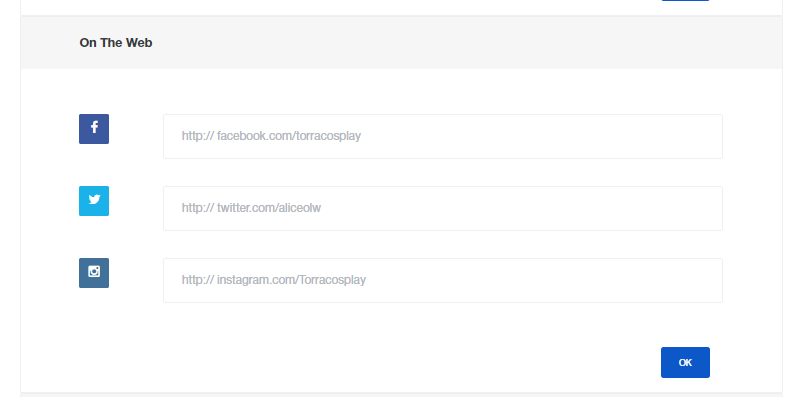 On The Web
http:// facebook.com/torracosplay
http:// twitter.com/aliceolw
http:// instagram.com/Torracosplay
OK